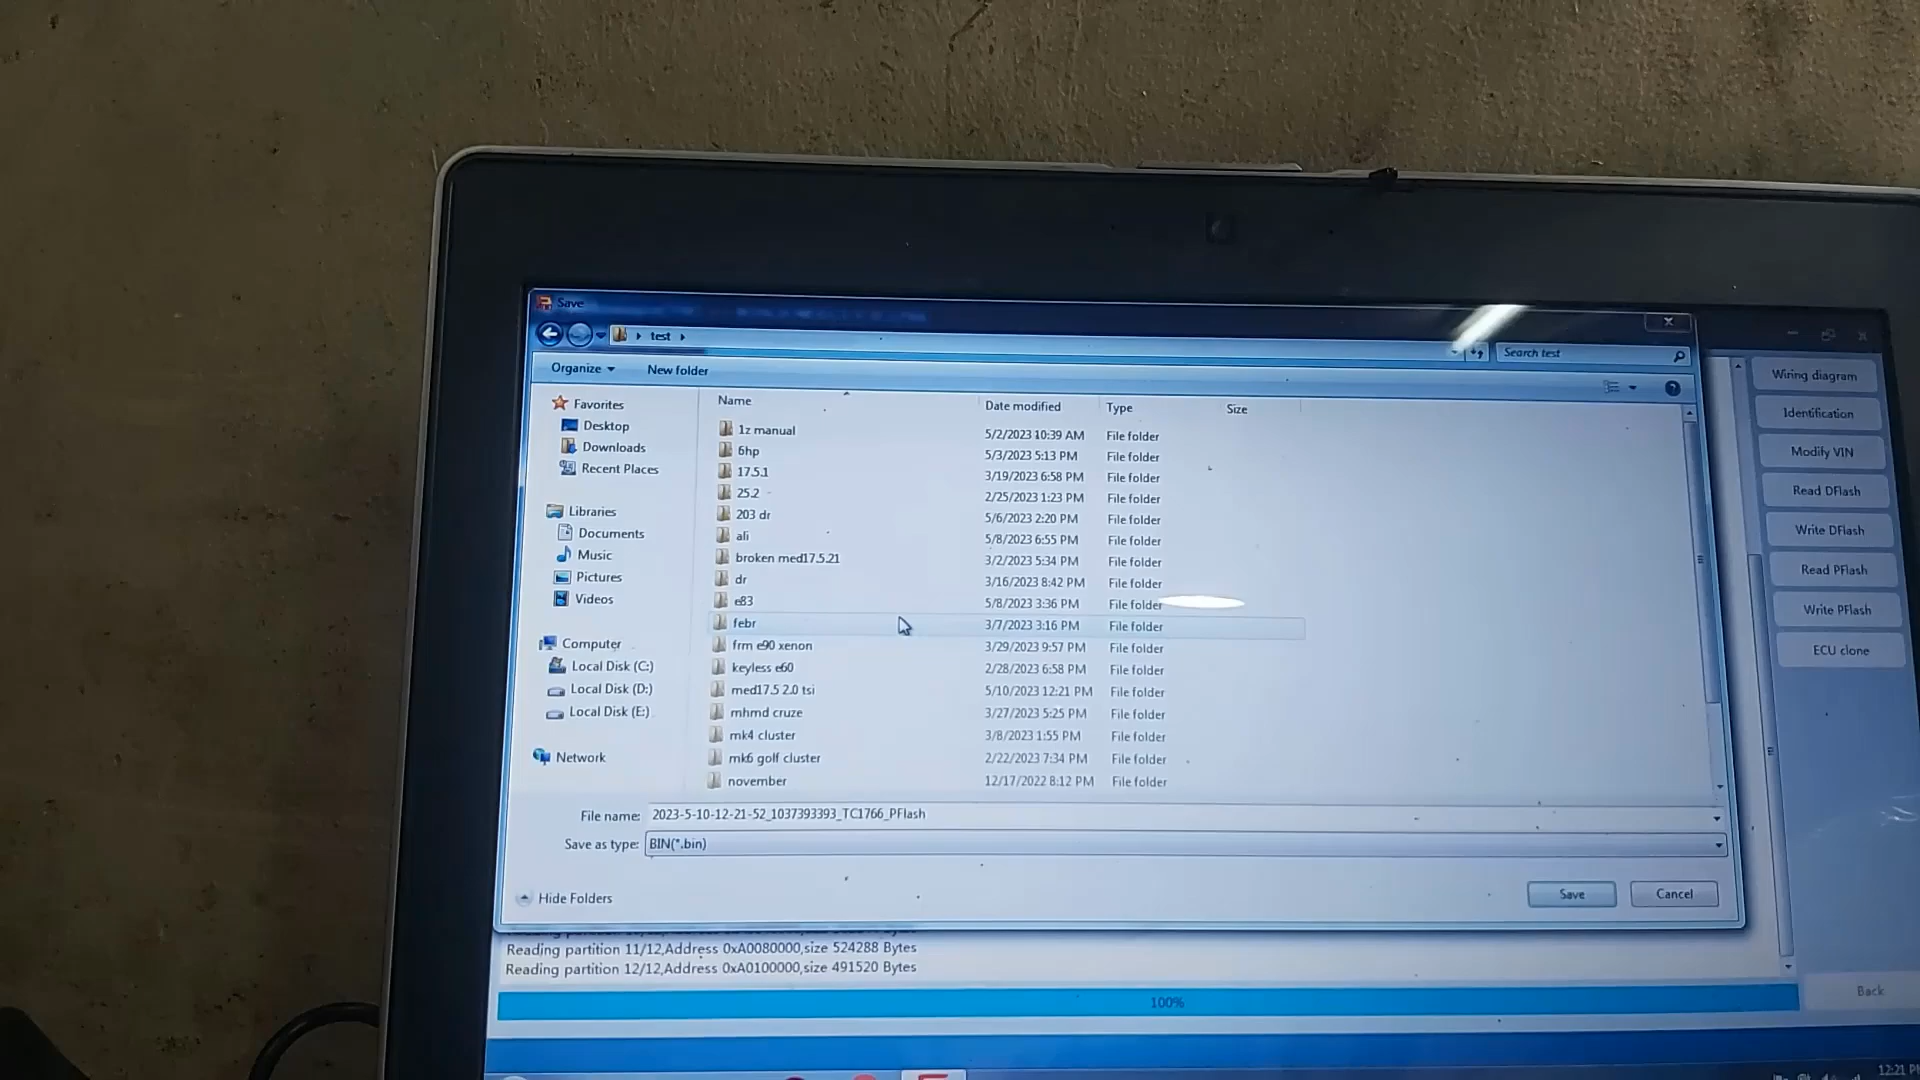 Save
test
Search test
Organize
New folder
Favorites
Desktop
Downloads
Recent Places
Libraries
Documents
Music
Pictures
Videos
Computer
Local Disk (C:)
Local Disk (D:)
Local Disk (E:)
Network
Name Date modified Type Size
1z manual 5/2/2023 10:39 AM File folder
6hp 5/3/2023 5:13 PM File folder
17.5.1 3/19/2023 6:58 PM File folder
25.2 2/25/2023 1:23 PM File folder
203 dr 5/6/2023 2:20 PM File folder
ali 5/8/2023 6:55 PM File folder
broken med17.5.21 3/2/2023 5:34 PM File folder
dr 3/16/2023 8:42 PM File folder
e83 5/8/2023 3:36 PM File folder
febr 3/7/2023 3:16 PM File folder
frm e90 xenon 3/29/2023 9:57 PM File folder
keyless e60 2/28/2023 6:58 PM File folder
med17.5 2.0 tsi 5/10/2023 12:21 PM File folder
mhmd cruze 3/27/2023 5:25 PM File folder
mk4 cluster 3/8/2023 1:55 PM File folder
mk6 golf cluster 2/22/2023 7:34 PM File folder
november 12/17/2022 8:12 PM File folder
File name: 2023-5-10-12-21-52_1037393393_TC1766_PFlash
Save as type: BIN(*.bin)
Hide Folders
Save
Cancel
Wiring diagram
Identification
Modify VIN
Read DFlash
Write DFlash
Read PFlash
Write PFlash
ECU clone
Back
Reading partition 11/12,Address 0xA0080000,size 524288 Bytes
Reading partition 12/12,Address 0xA0100000,size 491520 Bytes
100%
12:21